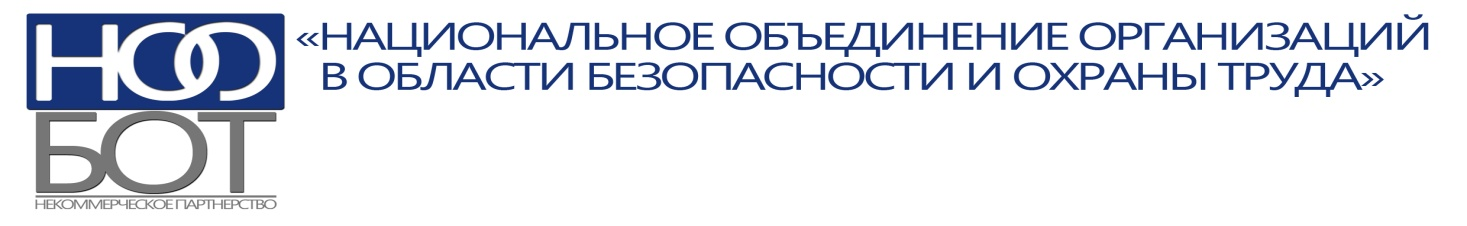 НОО
БОТ
НЕКОММЕРЧЕСКОЕ ПАРТНЕРСТВО
«НАЦИОНАЛЬНОЕ ОБЪЕДИНЕНИЕ ОРГАНИЗАЦИЙ
В ОБЛАСТИ БЕЗОПАСНОСТИ И ОХРАНЫ ТРУДА»